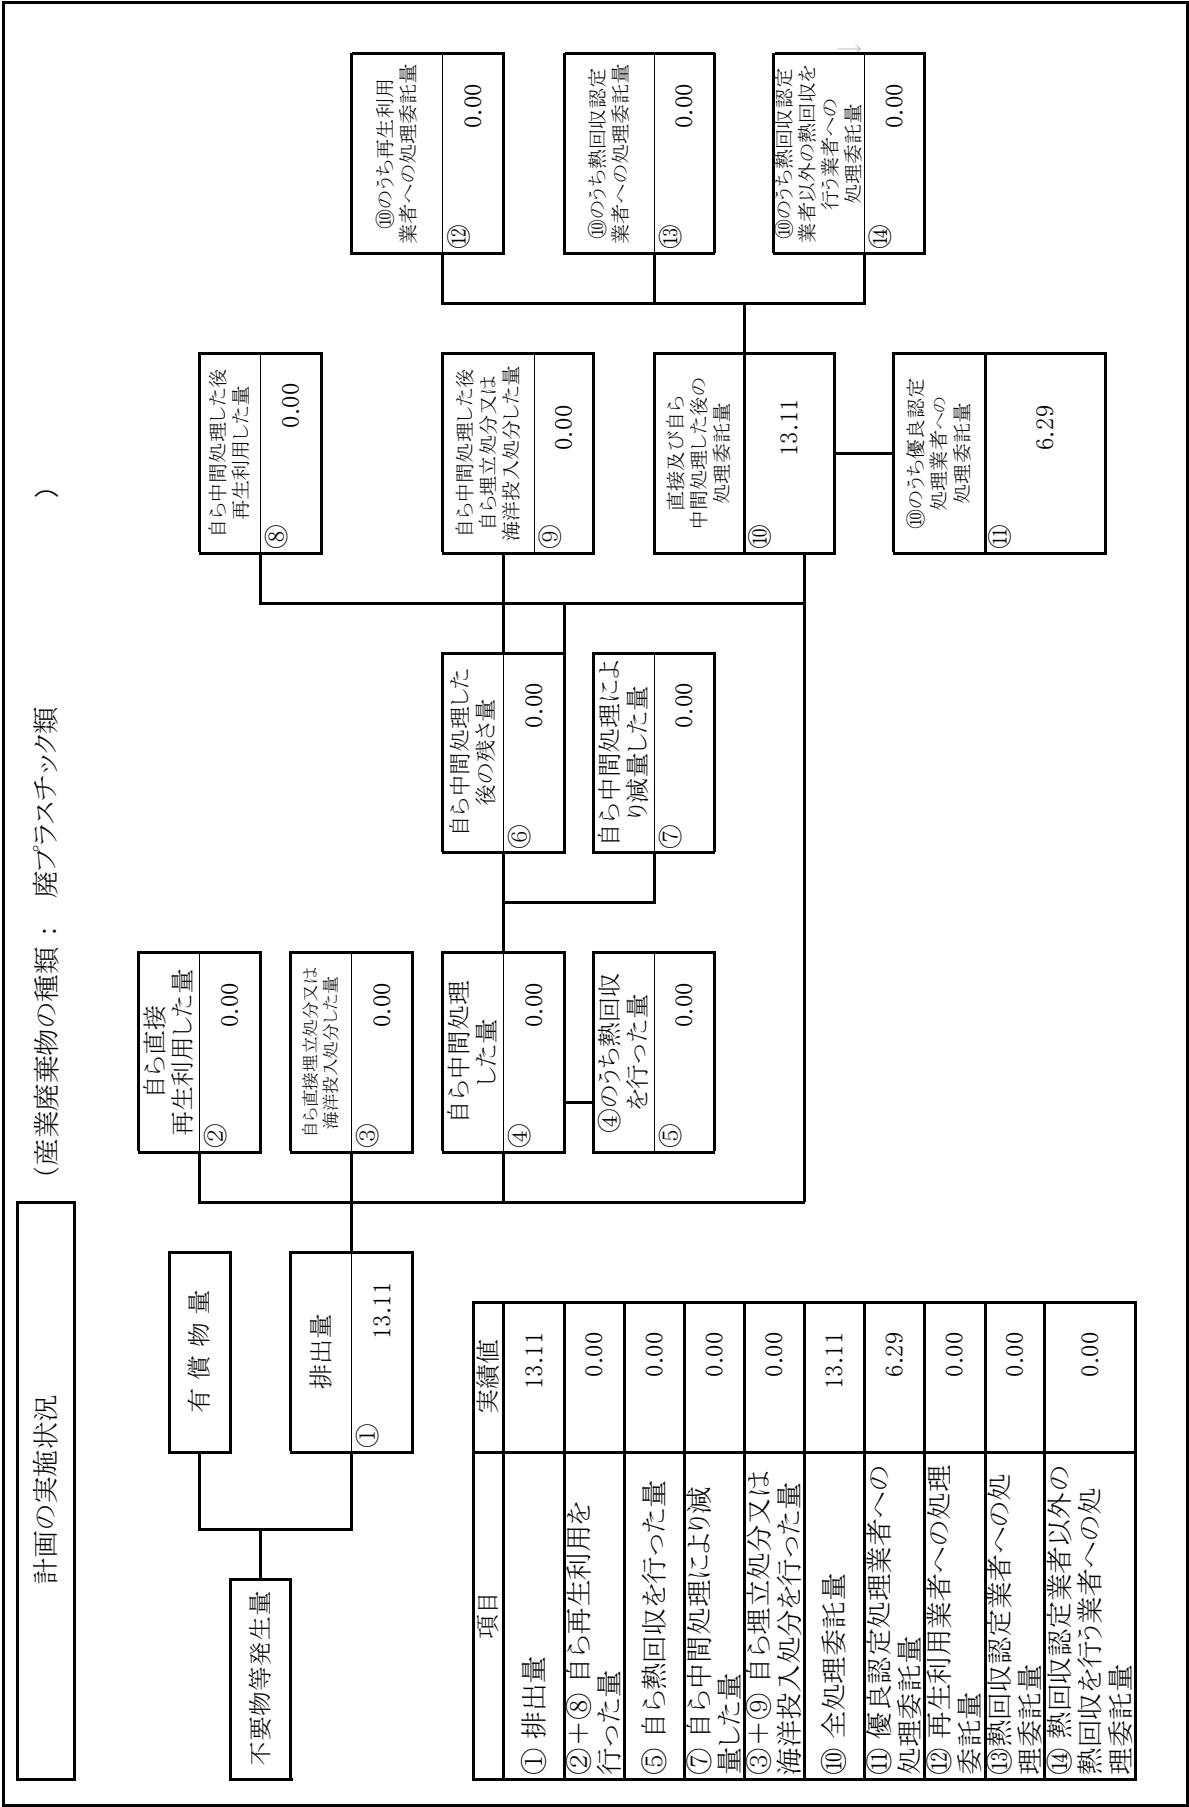 計画の実施状況
（産業廃棄物の種類：　廃プラスチック類　　　　　　　　　）
不要物等発生量
有 償 物 量
排出量
① 13.11
自ら直接
再生利用した量
② 0.00
自ら直接埋立処分又は
海洋投入処分した量
③ 0.00
自ら中間処理
した量
④ 0.00
④のうち熱回収
を行った量
⑤ 0.00
自ら中間処理した
後の残さ量
⑥ 0.00
自ら中間処理によ
り減量した量
⑦ 0.00
自ら中間処理した後
再生利用した量
⑧ 0.00
自ら中間処理した後
自ら埋立処分又は
海洋投入処分した量
⑨ 0.00
直接及び自ら
中間処理した後の
処理委託量
⑩ 13.11
⑩のうち優良認定
処理業者への
処理委託量
⑪ 6.29
⑩のうち再生利用
業者への処理委託量
⑫ 0.00
⑩のうち熱回収認定
業者への処理委託量
⑬ 0.00
⑩のうち熱回収認定
業者以外の熱回収を
行う業者への
処理委託量
⑭ 0.00
←
項目 実績値
① 排出量 13.11
②＋⑧ 自ら再生利用を
行った量 0.00
⑤ 自ら熱回収を行った量 0.00
⑦ 自ら中間処理により減
量した量 0.00
③＋⑨ 自ら埋立処分又は
海洋投入処分を行った量 0.00
⑩ 全処理委託量 13.11
⑪ 優良認定処理業者への
処理委託量 6.29
⑫ 再生利用業者への処理
委託量 0.00
⑬熱回収認定業者への処
理委託量 0.00
⑭ 熱回収認定業者以外の
熱回収を行う業者への処
理委託量 0.00